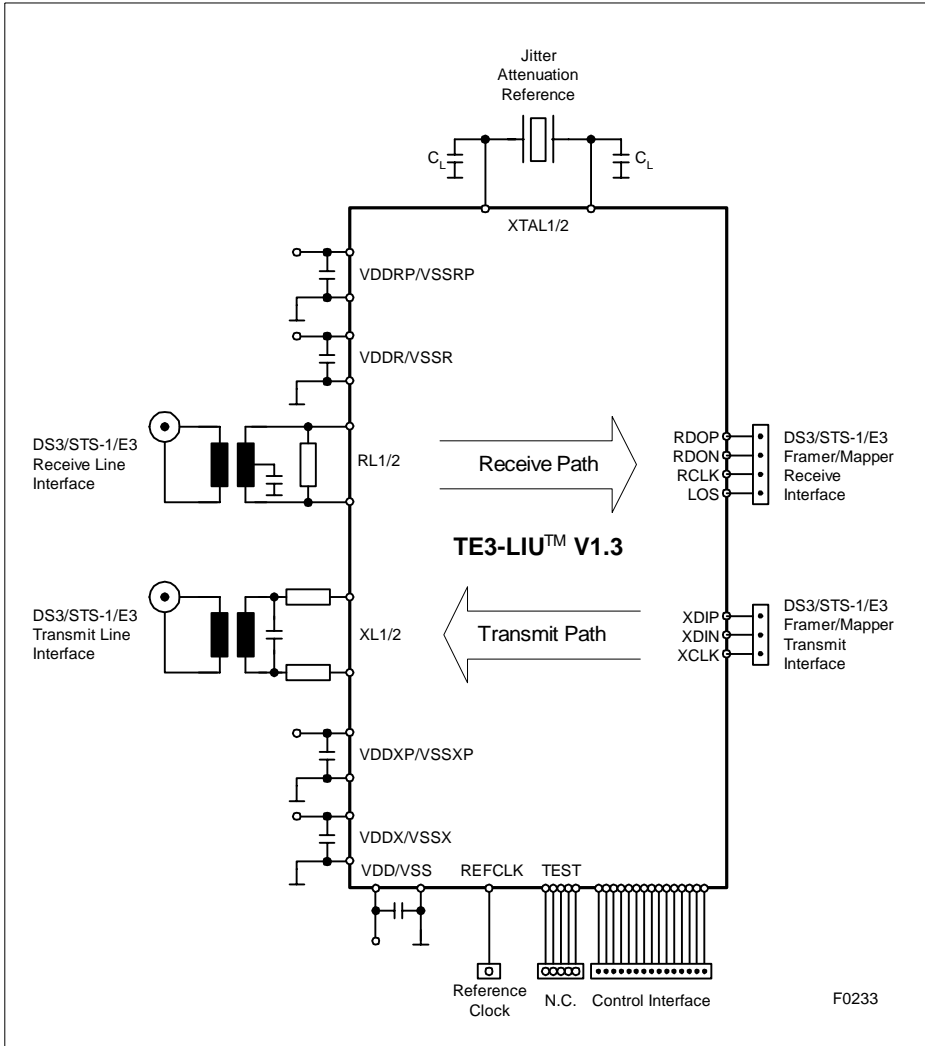 Jitter
Attenuation
Reference
CL
CL
XTAL1/2
VDDRP/VSSRP
VDDR/VSSR
DS3/STS-1/E3
Receive Line
Interface
RL1/2
Receive Path
RDOP
RDON
RCLK
LOS
DS3/STS-1/E3
Framer/Mapper
Receive
Interface
TE3-LIU™ V1.3
DS3/STS-1/E3
Transmit Line
Interface
XL1/2
Transmit Path
XDIP
XDIN
XCLK
DS3/STS-1/E3
Framer/Mapper
Transmit
Interface
VDDXP/VSSXP
VDDX/VSSX
VDD/VSS
REFCLK
TEST
Reference
Clock
N.C.
Control Interface
F0233